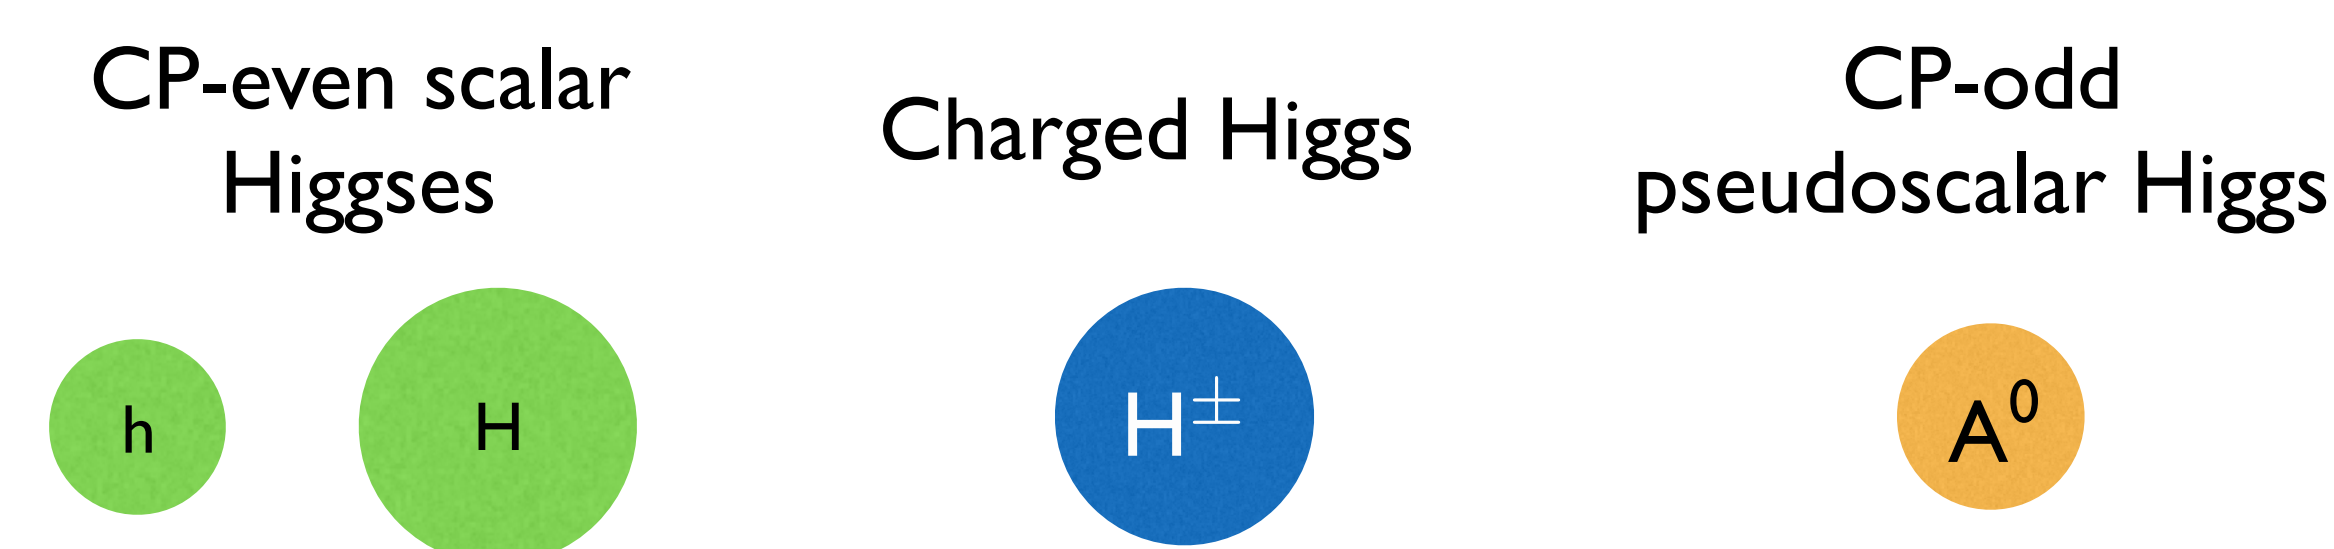 CP-even scalar
Higgses
Charged Higgs
CP-odd
pseudoscalar Higgs
h
H
H±
A⁰